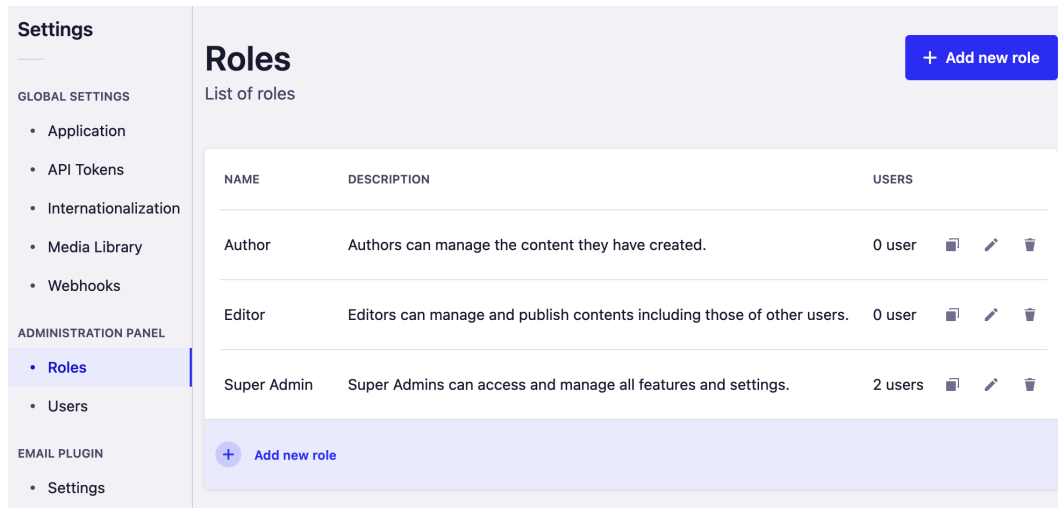 Settings
GLOBAL SETTINGS
• Application
• API Tokens
• Internationalization
• Media Library
• Webhooks
ADMINISTRATION PANEL
• Roles
• Users
EMAIL PLUGIN
• Settings
Roles
List of roles
+ Add new role
NAME DESCRIPTION USERS
Author Authors can manage the content they have created. 0 user
Editor Editors can manage and publish contents including those of other users. 0 user
Super Admin Super Admins can access and manage all features and settings. 2 users
+ Add new role